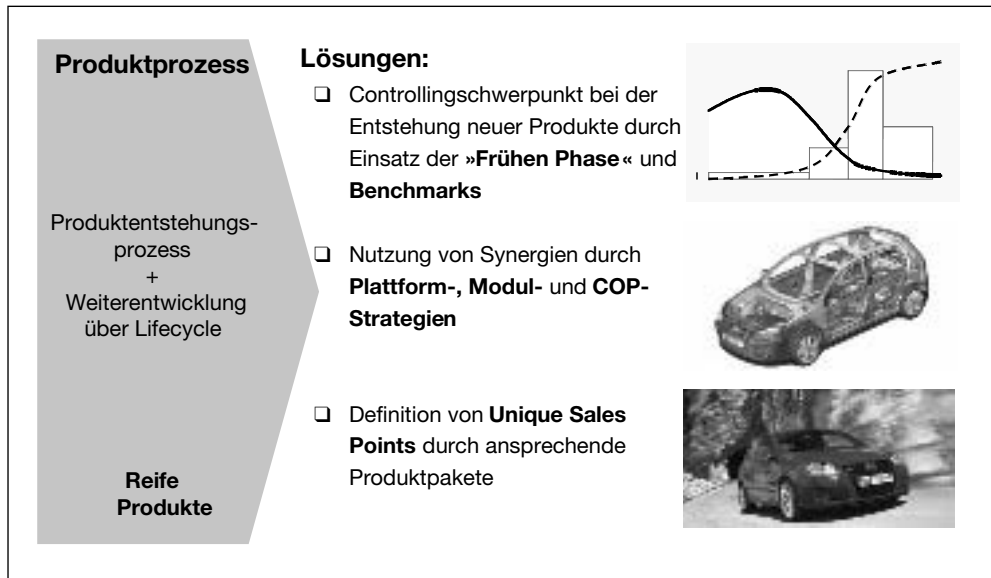 Produktprozess
Produktentstehungs-
prozess
+
Weiterentwicklung
über Lifecycle
Reife
Produkte
Lösungen:
❏ Controllingschwerpunkt bei der
Entstehung neuer Produkte durch
Einsatz der »Frühen Phase« und
Benchmarks
❏ Nutzung von Synergien durch
Plattform-, Modul- und COP-
Strategien
❏ Definition von Unique Sales
Points durch ansprechende
Produktpakete